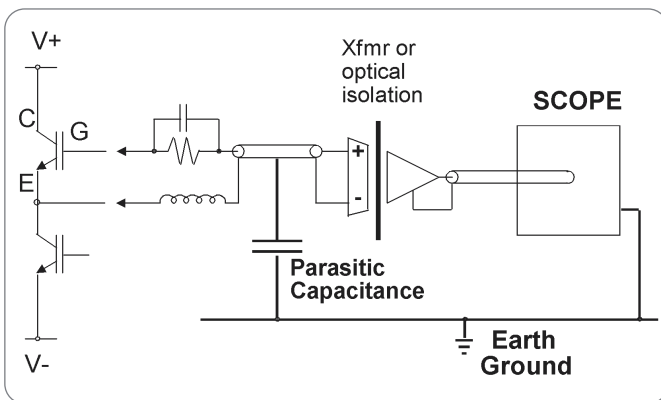 V+
C
G
E
V-
Xfmr or
optical
isolation
+
-
SCOPE
Parasitic
Capacitance
Earth
Ground